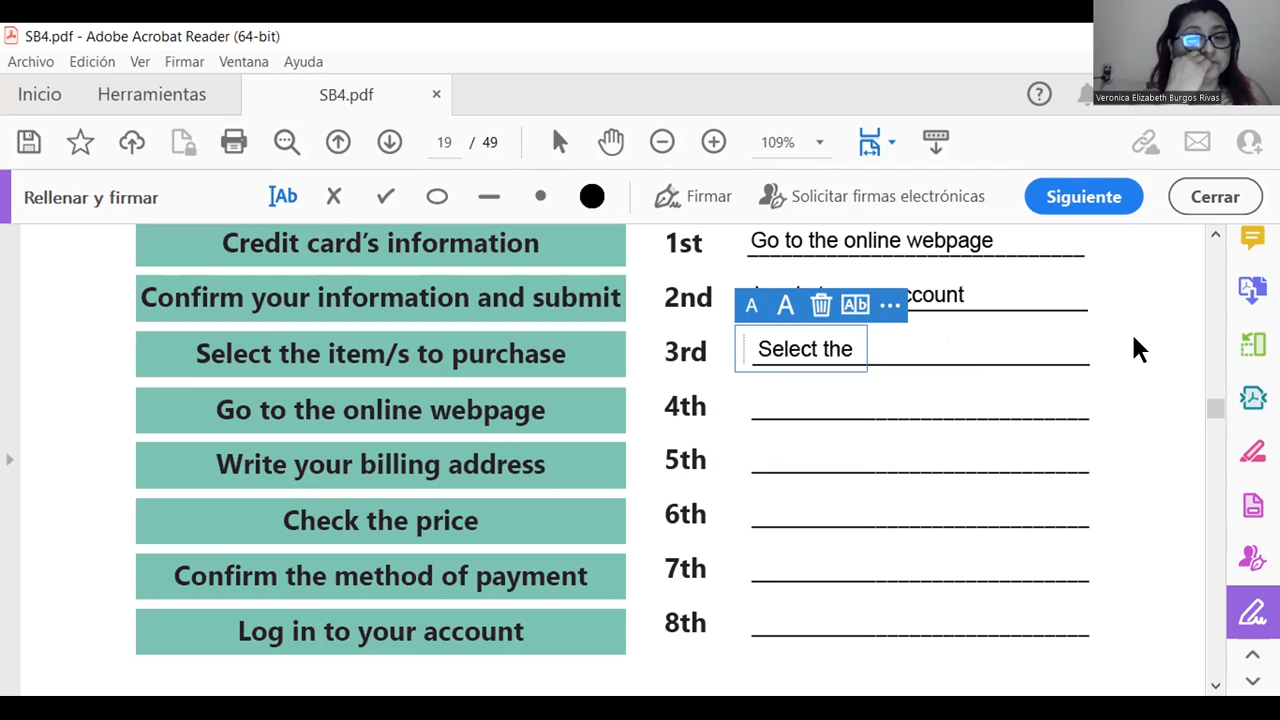 SB4.pdf - Adobe Acrobat Reader (64-bit)
Archivo Edición Ver Firmar Ventana Ayuda
Inicio Herramientas SB4.pdf ×
19 / 49 109%
Rellenar y firmar Ab Firmar Solicitar firmas electrónicas Siguiente Cerrar
Veronica Elizabeth Burgos Rivas
Credit card's information
Confirm your information and submit
Select the item/s to purchase
Go to the online webpage
Write your billing address
Check the price
Confirm the method of payment
Log in to your account
1st Go to the online webpage
2nd ccount
A A Ab ...
3rd Select the
4th
5th
6th
7th
8th